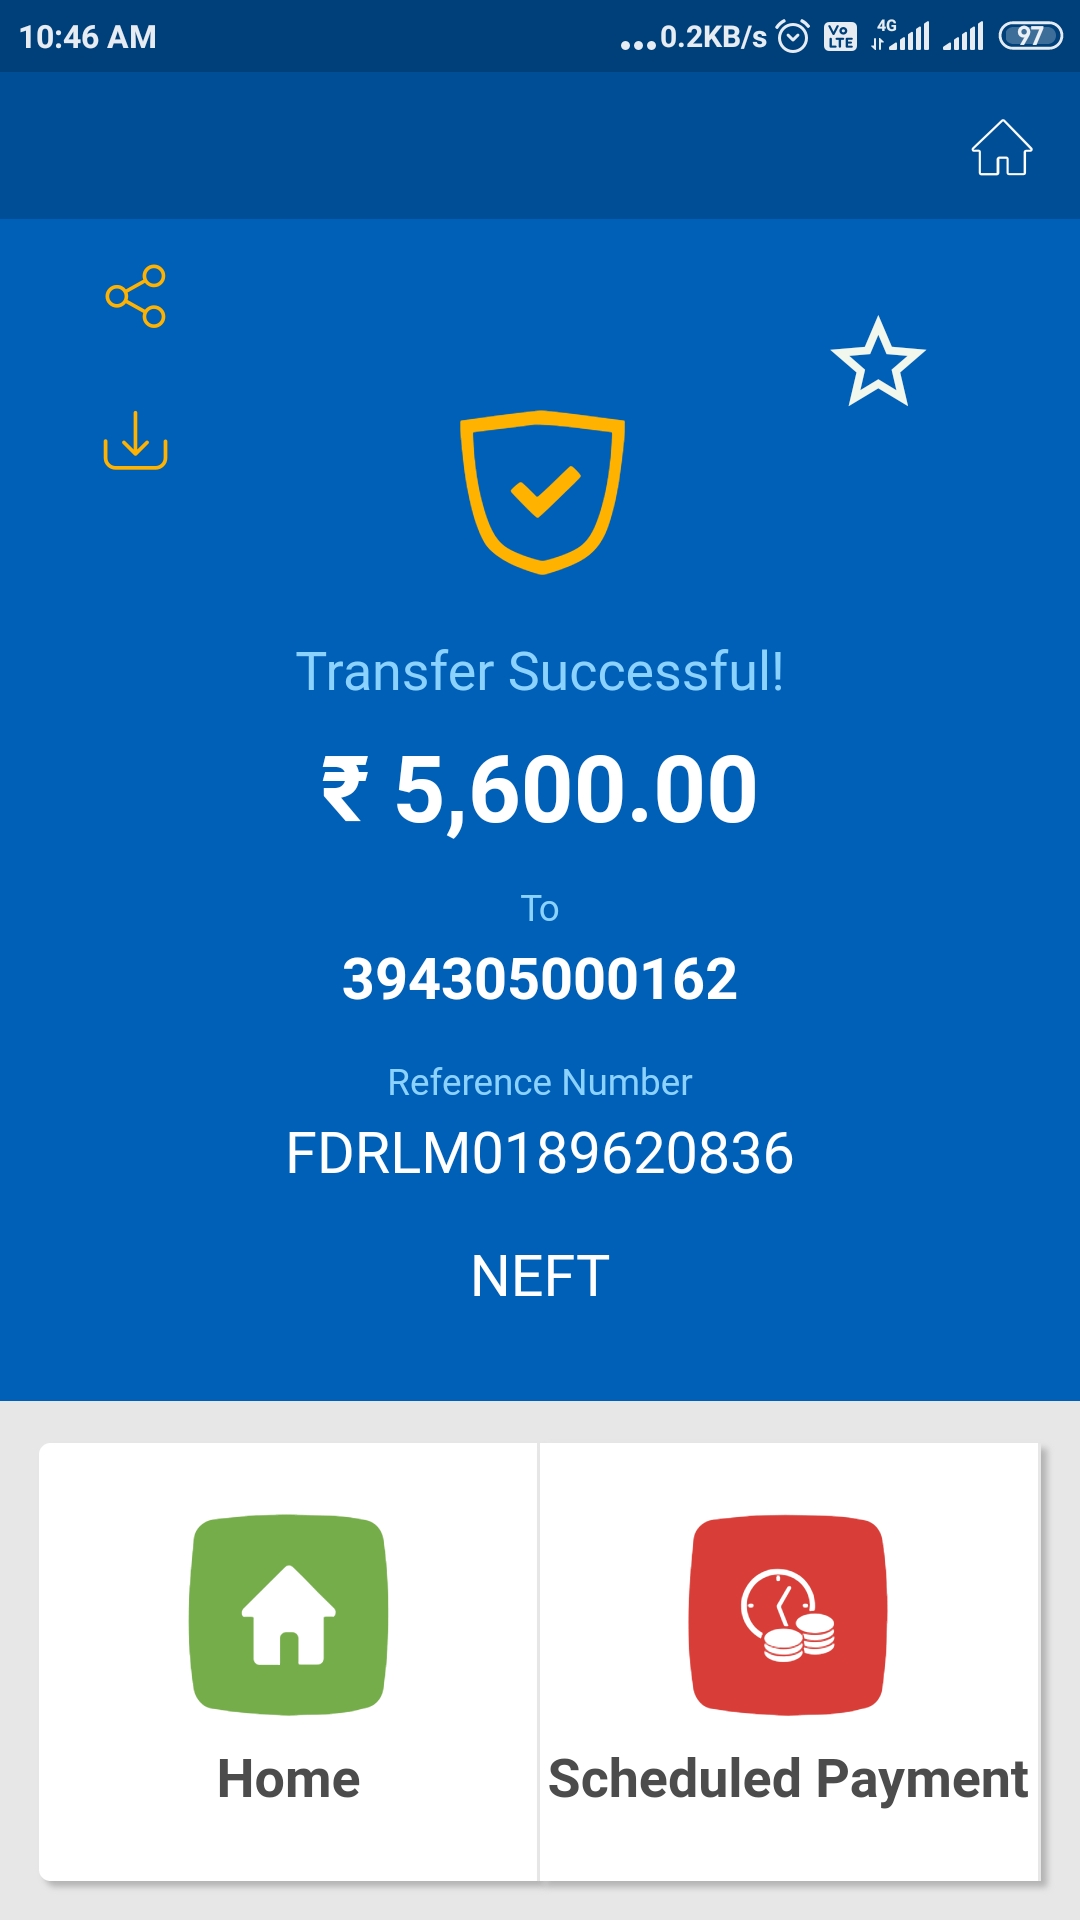 10:46 AM
...0.2KB/s
Vo LTE
4G
97
Transfer Successful!
₹ 5,600.00
To
394305000162
Reference Number
FDRLM0189620836
NEFT
Home
Scheduled Payment